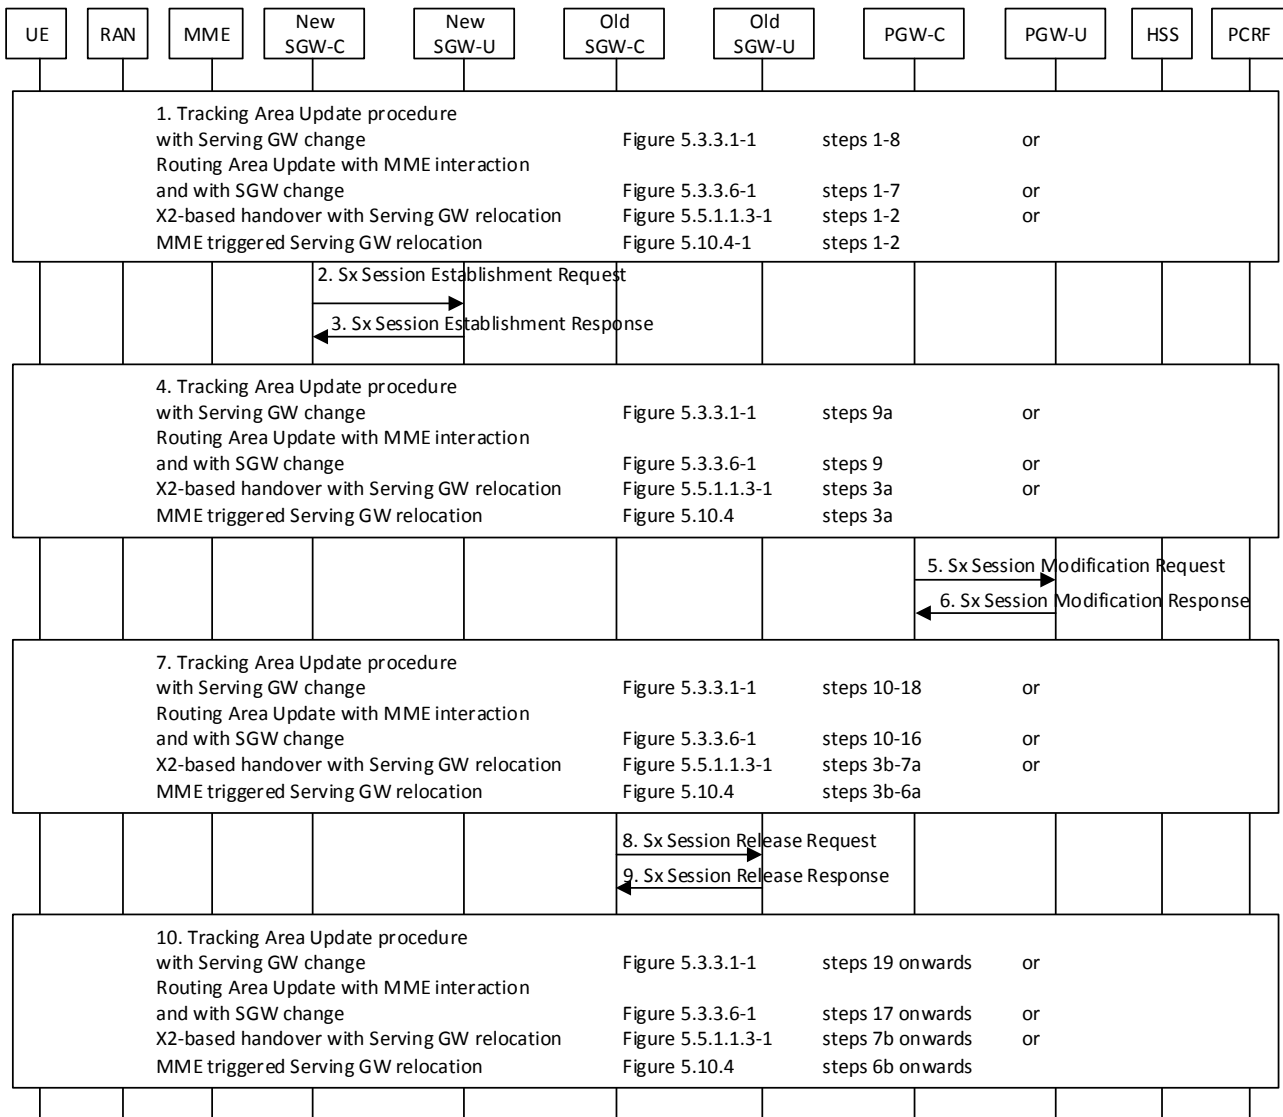 UE RAN MME New SGW-C New SGW-U Old SGW-C Old SGW-U PGW-C PGW-U HSS PCRF
1. Tracking Area Update procedure
with Serving GW change Figure 5.3.3.1-1 steps 1-8 or
Routing Area Update with MME interaction
and with SGW change Figure 5.3.3.6-1 steps 1-7 or
X2-based handover with Serving GW relocation Figure 5.5.1.1.3-1 steps 1-2 or
MME triggered Serving GW relocation Figure 5.10.4-1 steps 1-2
2. Sx Session Establishment Request
3. Sx Session Establishment Response
4. Tracking Area Update procedure
with Serving GW change Figure 5.3.3.1-1 steps 9a or
Routing Area Update with MME interaction
and with SGW change Figure 5.3.3.6-1 steps 9 or
X2-based handover with Serving GW relocation Figure 5.5.1.1.3-1 steps 3a or
MME triggered Serving GW relocation Figure 5.10.4 steps 3a
5. Sx Session Modification Request
6. Sx Session Modification Response
7. Tracking Area Update procedure
with Serving GW change Figure 5.3.3.1-1 steps 10-18 or
Routing Area Update with MME interaction
and with SGW change Figure 5.3.3.6-1 steps 10-16 or
X2-based handover with Serving GW relocation Figure 5.5.1.1.3-1 steps 3b-7a or
MME triggered Serving GW relocation Figure 5.10.4 steps 3b-6a
8. Sx Session Release Request
9. Sx Session Release Response
10. Tracking Area Update procedure
with Serving GW change Figure 5.3.3.1-1 steps 19 onwards or
Routing Area Update with MME interaction
and with SGW change Figure 5.3.3.6-1 steps 17 onwards or
X2-based handover with Serving GW relocation Figure 5.5.1.1.3-1 steps 7b onwards or
MME triggered Serving GW relocation Figure 5.10.4 steps 6b onwards